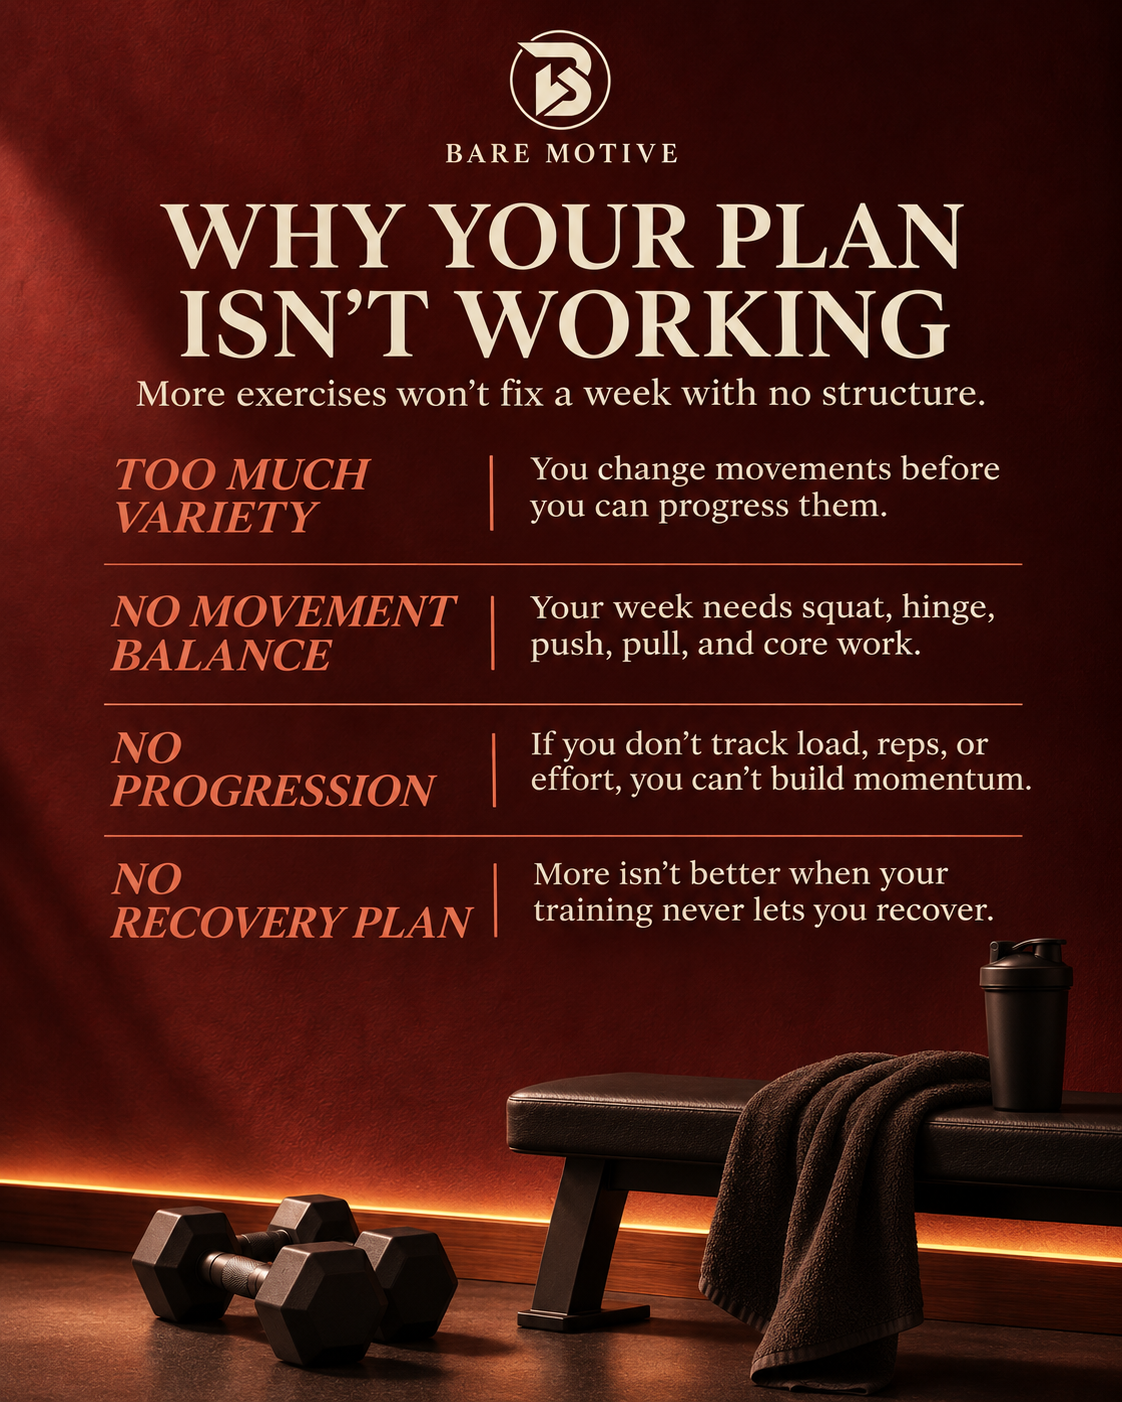 BARE MOTIVE
WHY YOUR PLAN
ISN’T WORKING
More exercises won’t fix a week with no structure.
TOO MUCH
VARIETY
You change movements before
you can progress them.
NO MOVEMENT
BALANCE
Your week needs squat, hinge,
push, pull, and core work.
NO
PROGRESSION
If you don’t track load, reps, or
effort, you can’t build momentum.
NO
RECOVERY PLAN
More isn’t better when your
training never lets you recover.